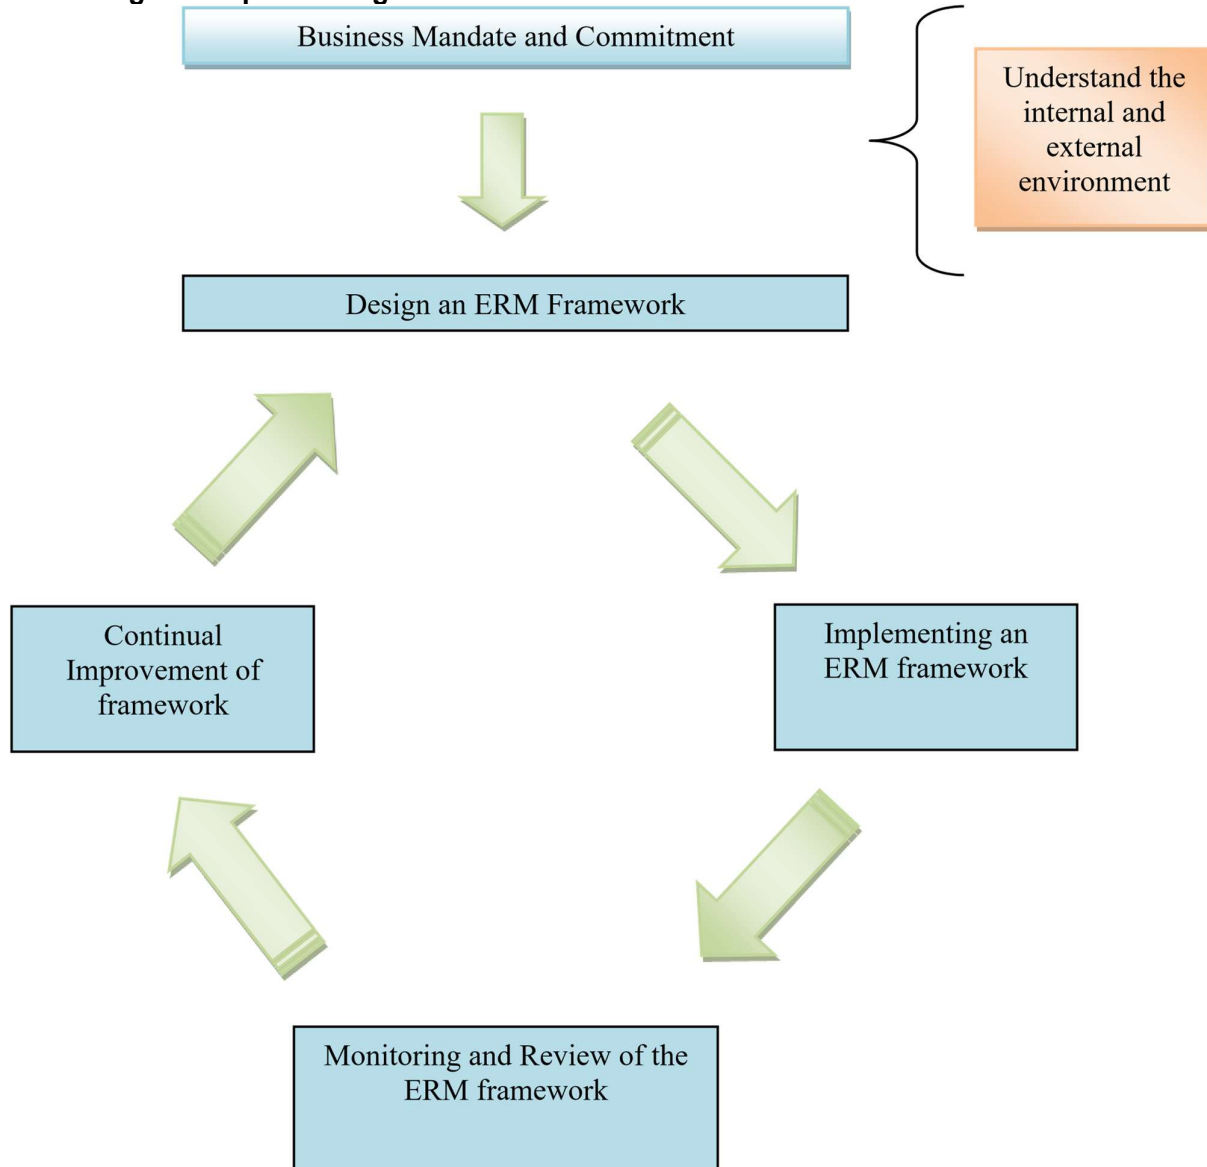 Business Mandate and Commitment
Understand the
internal and
external
environment
Design an ERM Framework
Continual
Improvement of
framework
Implementing an
ERM framework
Monitoring and Review of the
ERM framework